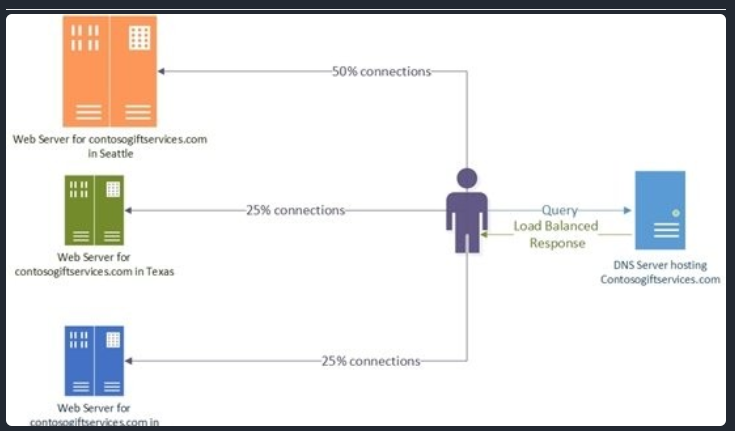 50% connections
Web Server for contosogiftservices.com
in Seattle
25% connections
Query
Load Balanced
Response
Web Server for
contosogiftservices.com in Texas
DNS Server hosting
Contosogiftservices.com
25% connections
Web Server for
contosogiftservices.com in